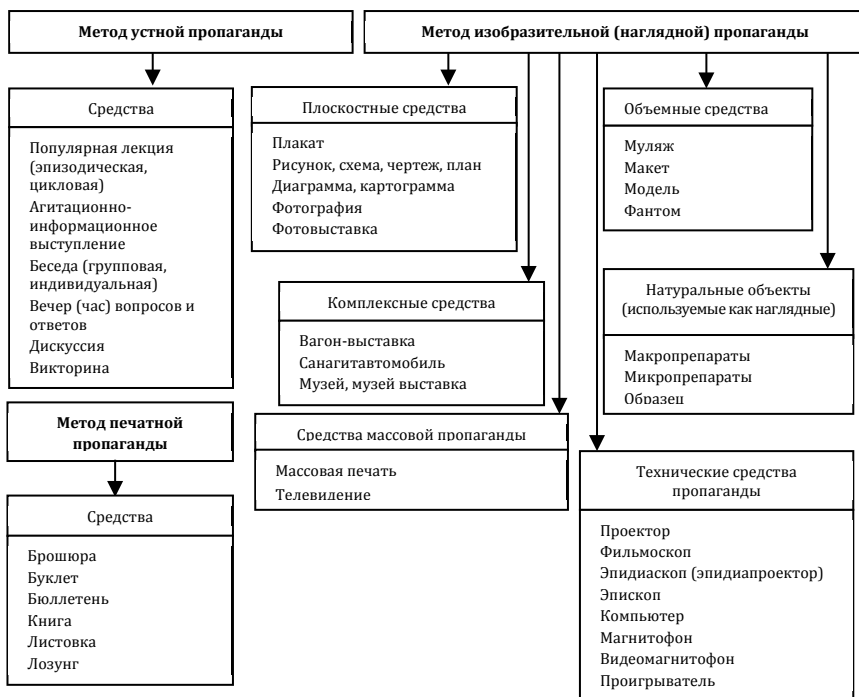 Метод устной пропаганды
Средства
Популярная лекция
(эпизодическая,
цикловая)
Агитационно-
информационное
выступление
Беседа (групповая,
индивидуальная)
Вечер (час) вопросов и
ответов
Дискуссия
Викторина
Метод печатной
пропаганды
Средства
Брошюра
Буклет
Бюллетень
Книга
Листовка
Лозунг
Метод изобразительной (наглядной) пропаганды
Плоскостные средства
Плакат
Рисунок, схема, чертеж, план
Диаграмма, картограмма
Фотография
Фотовыставка
Комплексные средства
Вагон-выставка
Санагитавтомобиль
Музей, музей выставка
Средства массовой пропаганды
Массовая печать
Телевидение
Объемные средства
Муляж
Макет
Модель
Фантом
Натуральные объекты
(используемые как наглядные)
Макропрепараты
Микропрепараты
Образец
Технические средства
пропаганды
Проектор
Фильмоскоп
Эпидиаскоп (эпидиапроектор)
Эпископ
Компьютер
Магнитофон
Видеомагнитофон
Проигрыватель